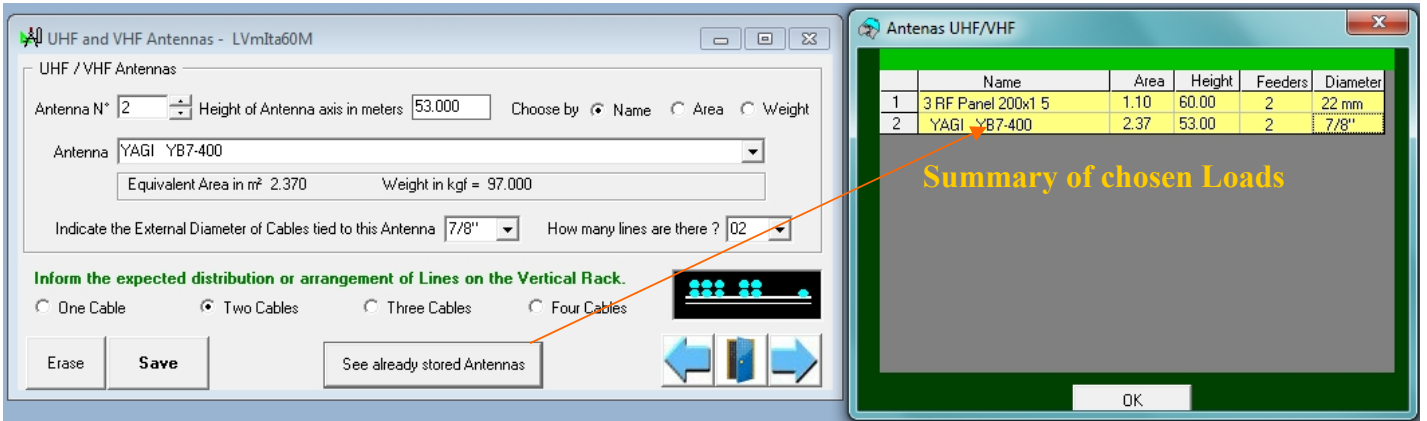 UHF and VHF Antennas - LVmIta60M
UHF / VHF Antennas
Antenna N° 2 Height of Antenna axis in meters 53.000 Choose by Name Area Weight
Antenna YAGI YB7-400
Equivalent Area in m² 2.370 Weight in kgf = 97.000
Indicate the External Diameter of Cables tied to this Antenna 7/8'' How many lines are there ? 02
Inform the expected distribution or arrangement of Lines on the Vertical Rack.
One Cable Two Cables Three Cables Four Cables
Erase Save See already stored Antennas
Antenas UHF/VHF
Name Area Height Feeders Diameter
1 3 RF Panel 200x1 5 1.10 60.00 2 22 mm
2 YAGI YB7-400 2.37 53.00 2 7/8''
Summary of chosen Loads
OK